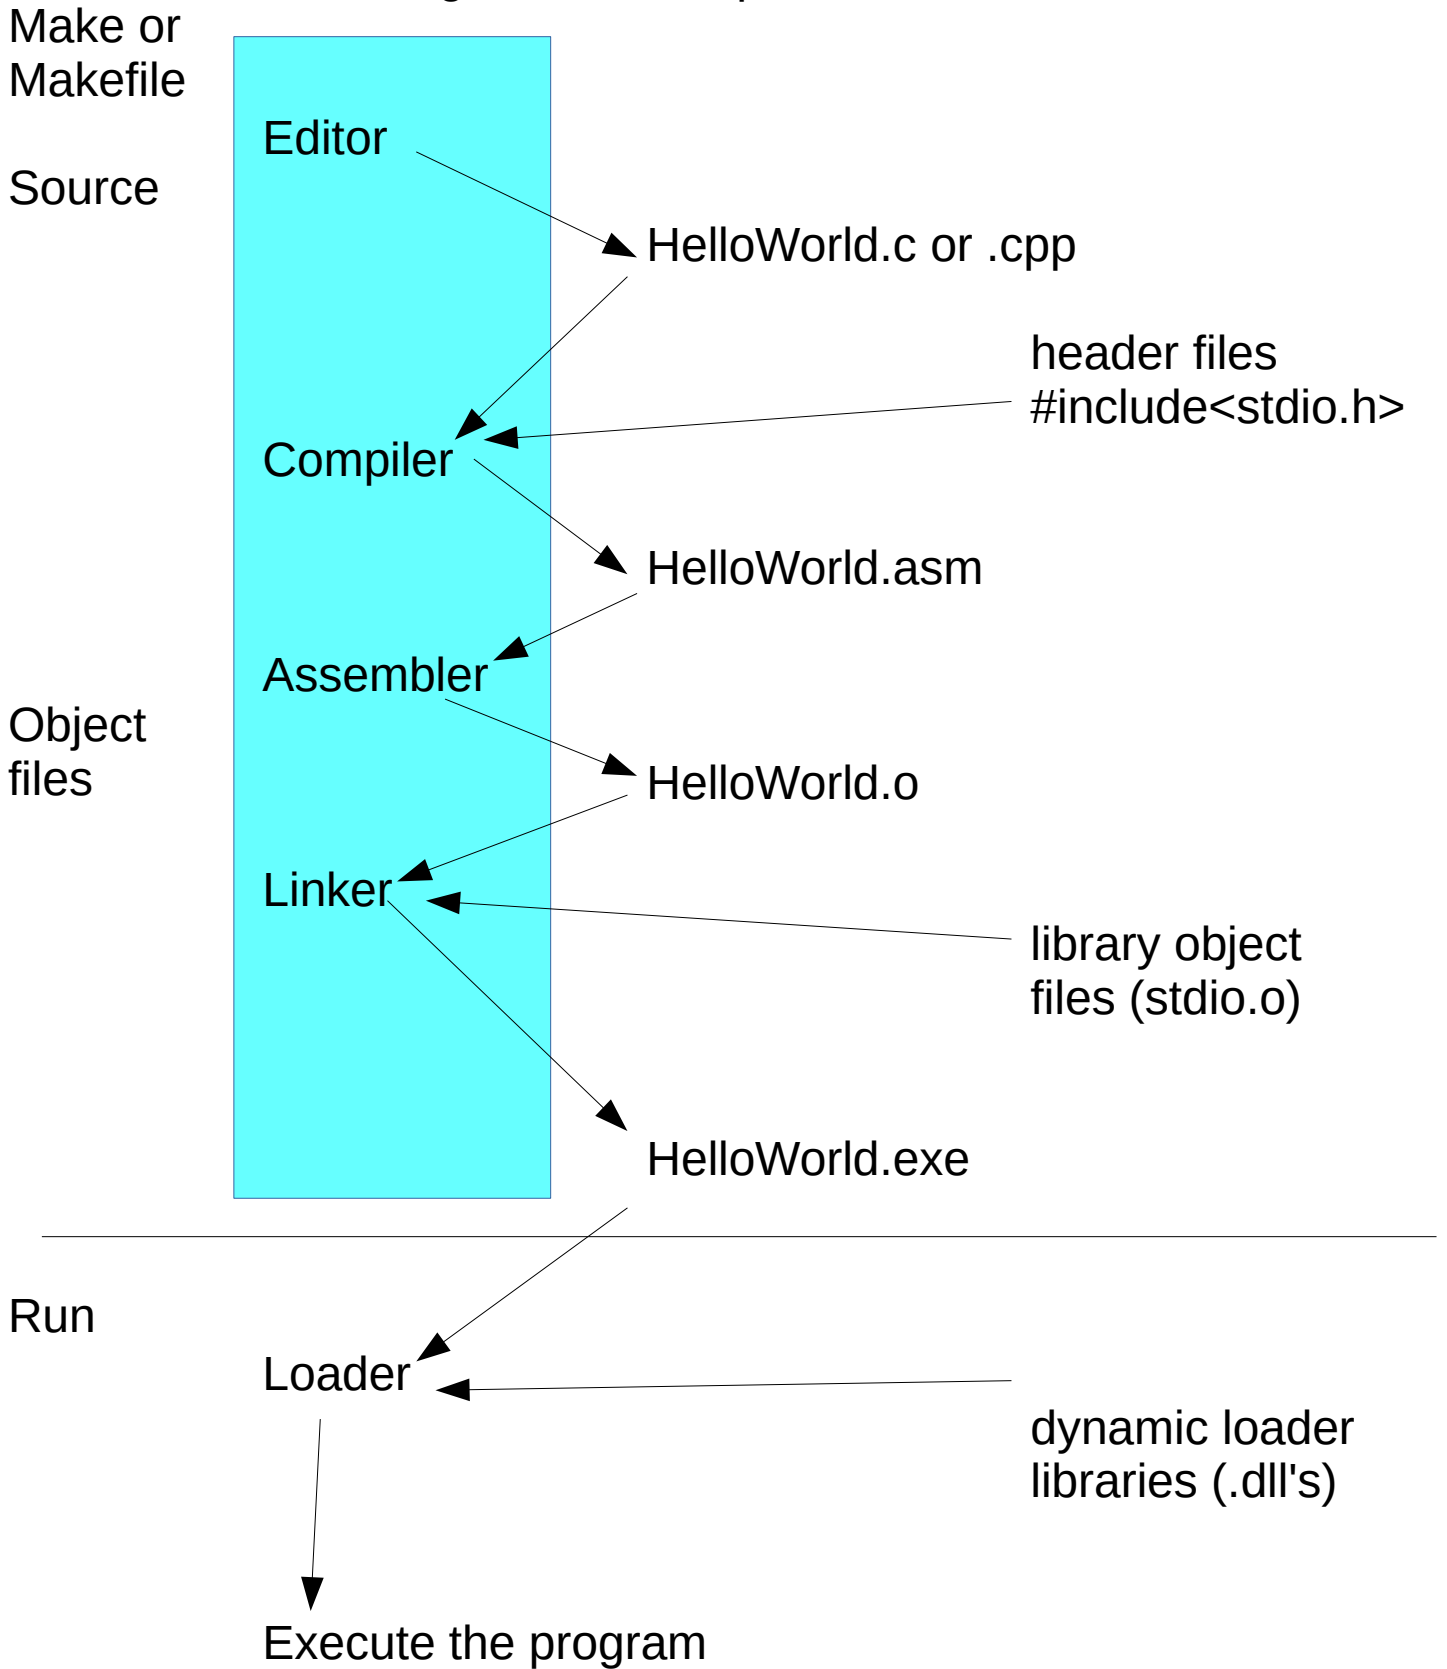 Make or
Makefile
Editor
Source
HelloWorld.c or .cpp
header files
#include<stdio.h>
Compiler
HelloWorld.asm
Assembler
Object
files
HelloWorld.o
Linker
library object
files (stdio.o)
HelloWorld.exe
Run
Loader
dynamic loader
libraries (.dll's)
Execute the program